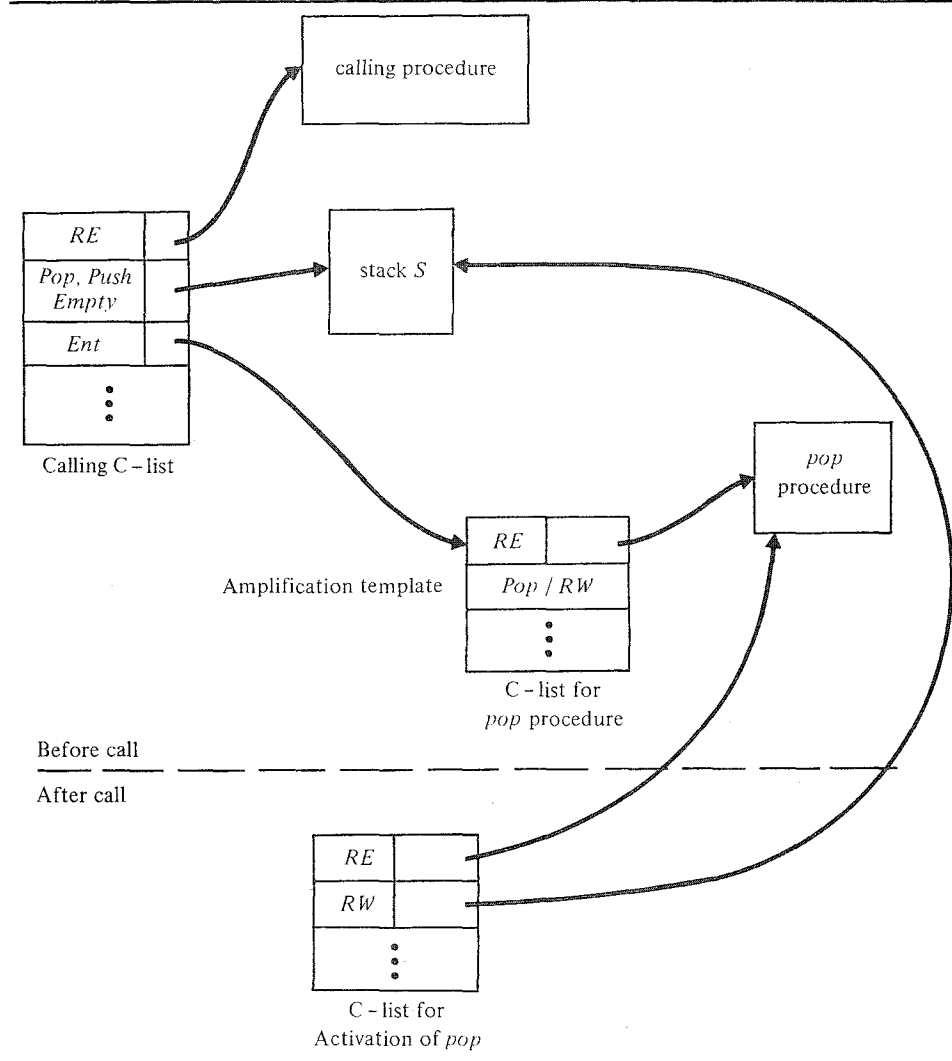 calling procedure
RE
Pop, Push
Empty
Ent
Calling C-list
stack S
pop
procedure
RE
Amplification template
Pop / RW
C-list for
pop procedure
Before call
After call
RE
RW
C-list for
Activation of pop